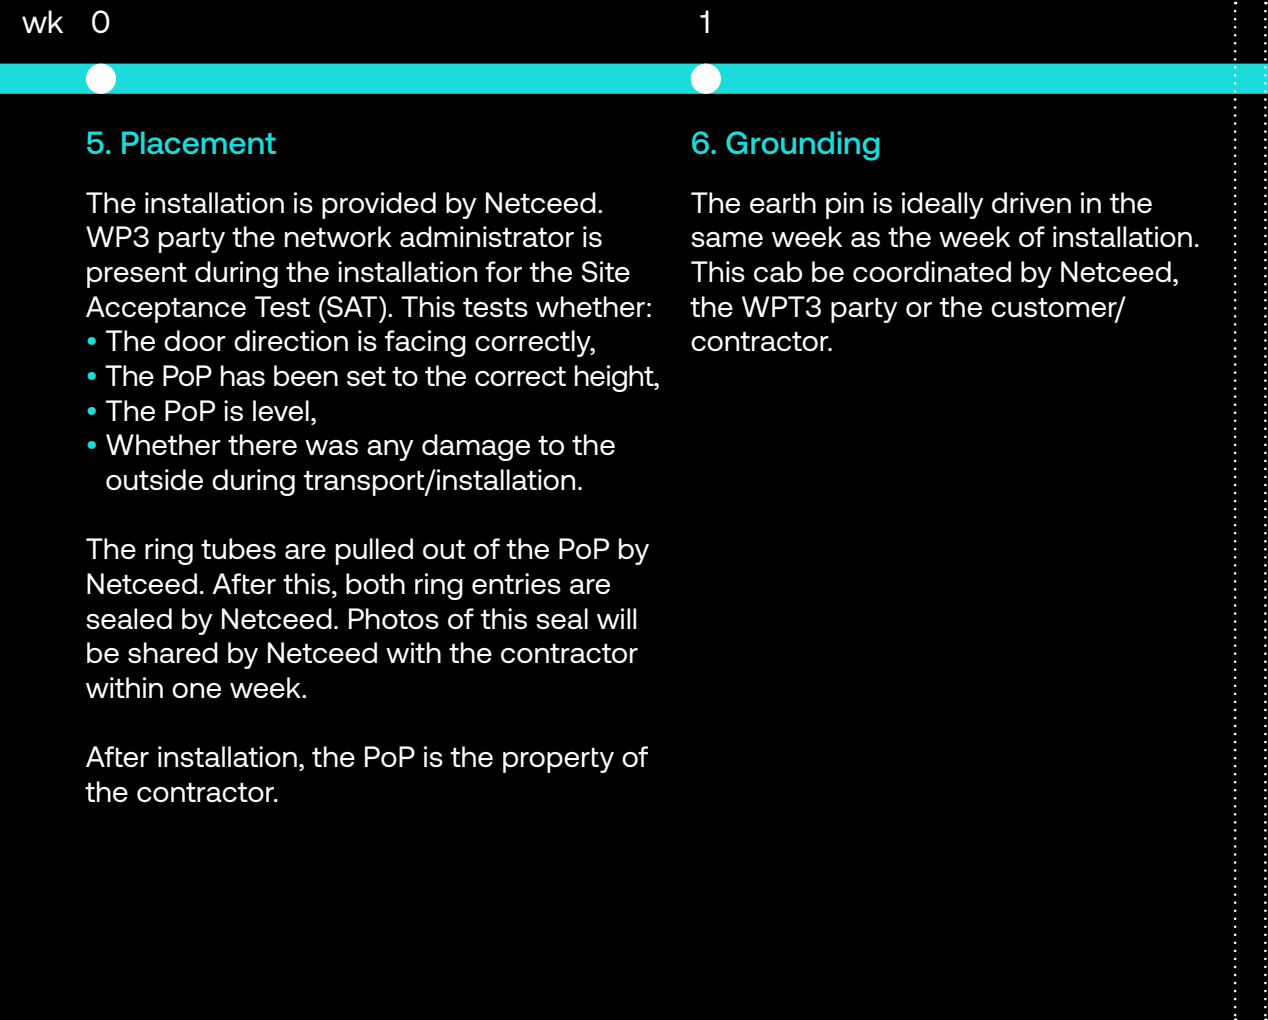 wk 0 1
5. Placement
The installation is provided by Netceed.
WP3 party the network administrator is
present during the installation for the Site
Acceptance Test (SAT). This tests whether:
• The door direction is facing correctly,
• The PoP has been set to the correct height,
• The PoP is level,
• Whether there was any damage to the
outside during transport/installation.
The ring tubes are pulled out of the PoP by
Netceed. After this, both ring entries are
sealed by Netceed. Photos of this seal will
be shared by Netceed with the contractor
within one week.
After installation, the PoP is the property of
the contractor.
6. Grounding
The earth pin is ideally driven in the
same week as the week of installation.
This cab be coordinated by Netceed,
the WPT3 party or the customer/
contractor.